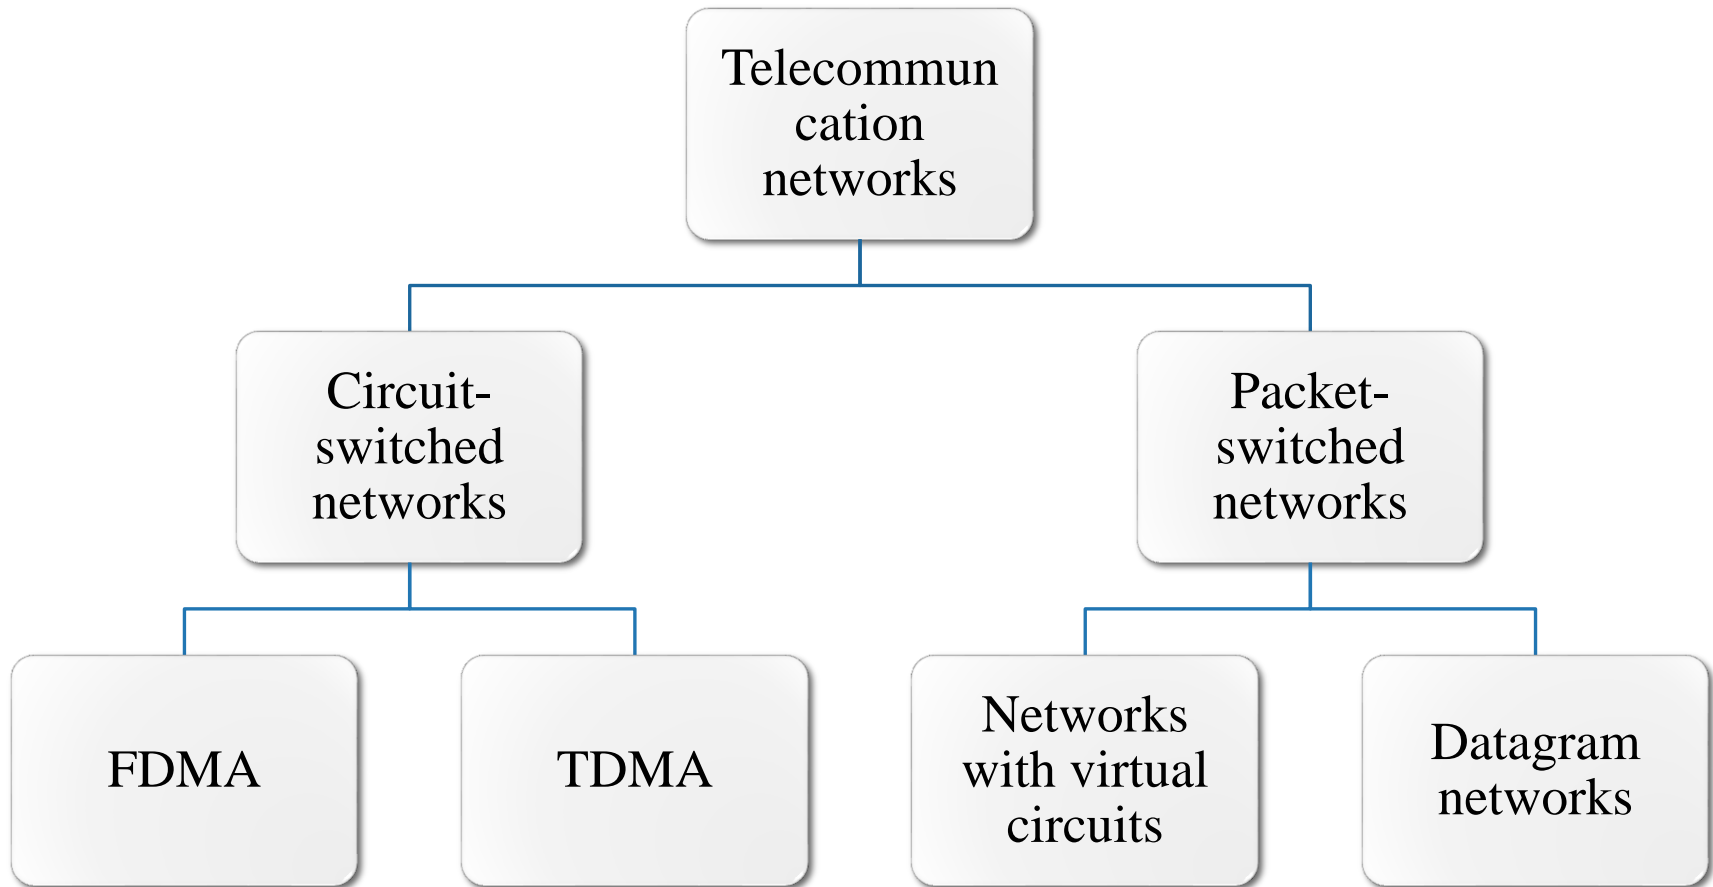 Telecommun
cation
networks
Circuit-
switched
networks
Packet-
switched
networks
FDMA
TDMA
Networks
with virtual
circuits
Datagram
networks